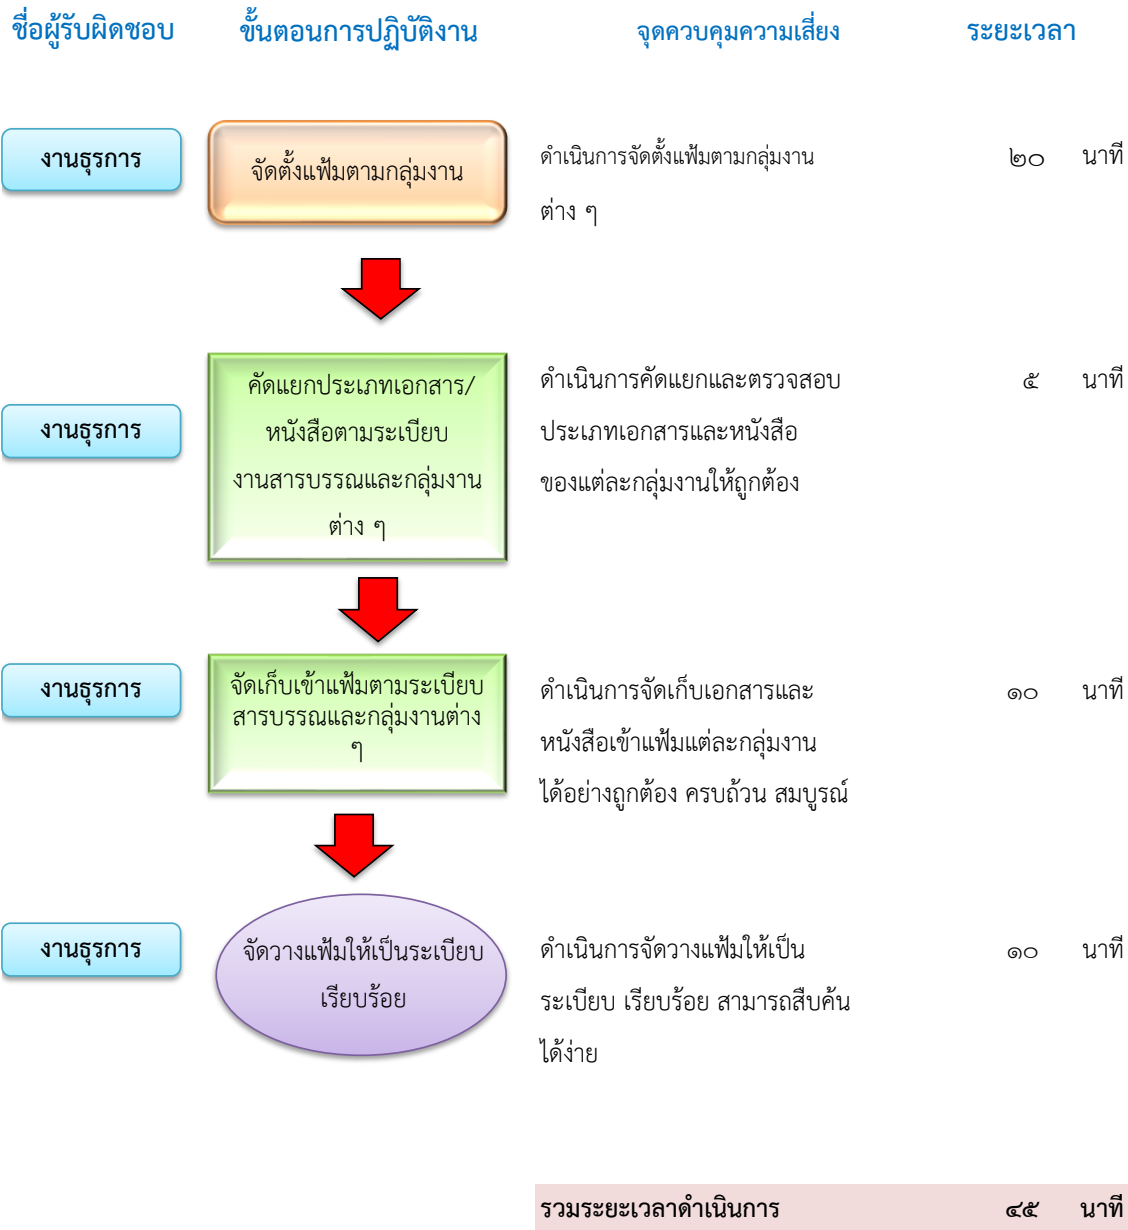 ชื่อผู้รับผิดชอบ ขั้นตอนการปฏิบัติงาน จุดควบคุมความเสี่ยง ระยะเวลา
งานธุรการ
จัดตั้งแฟ้มตามกลุ่มงาน
ดำเนินการจัดตั้งแฟ้มตามกลุ่มงาน
ต่าง ๆ
๒๐ นาที
งานธุรการ
คัดแยกประเภทเอกสาร/
หนังสือตามระเบียบ
งานสารบรรณและกลุ่มงาน
ต่าง ๆ
ดำเนินการคัดแยกและตรวจสอบ
ประเภทเอกสารและหนังสือ
ของแต่ละกลุ่มงานให้ถูกต้อง
๕ นาที
งานธุรการ
จัดเก็บเข้าแฟ้มตามระเบียบ
สารบรรณและกลุ่มงานต่าง
ๆ
ดำเนินการจัดเก็บเอกสารและ
หนังสือเข้าแฟ้มแต่ละกลุ่มงาน
ได้อย่างถูกต้อง ครบถ้วน สมบูรณ์
๑๐ นาที
งานธุรการ
จัดวางแฟ้มให้เป็นระเบียบ
เรียบร้อย
ดำเนินการจัดวางแฟ้มให้เป็น
ระเบียบ เรียบร้อย สามารถสืบค้น
ได้ง่าย
๑๐ นาที
รวมระยะเวลาดำเนินการ ๔๕ นาที